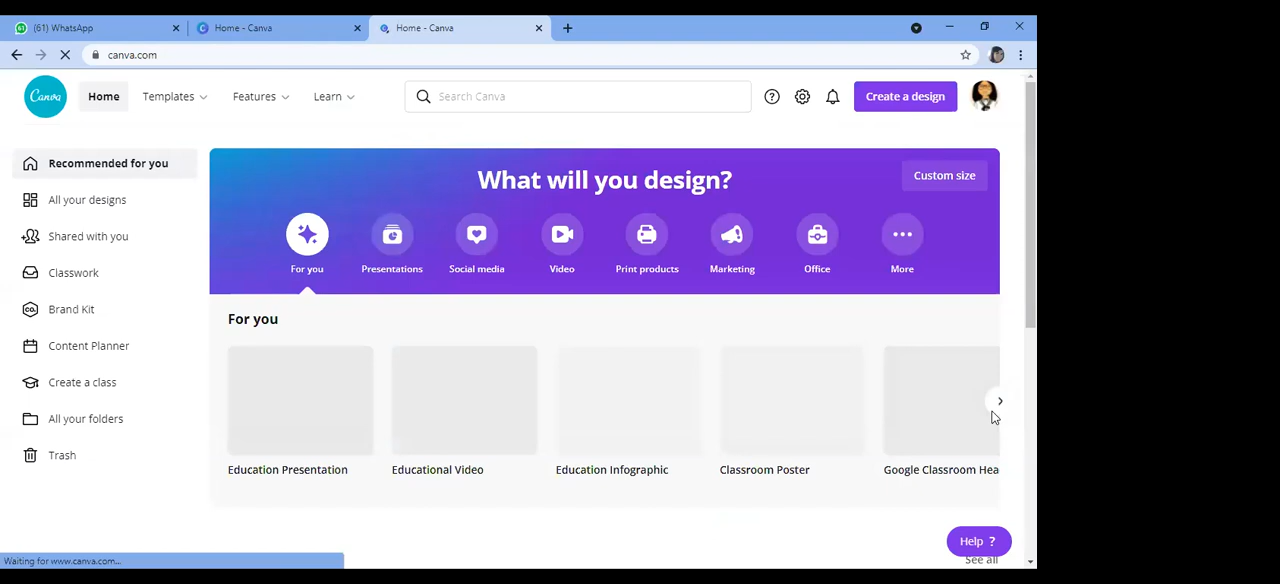 (61) WhatsApp
Home - Canva
Home - Canva
canva.com
Canva
Home
Templates
Features
Learn
Search Canva
Create a design
Recommended for you
All your designs
Shared with you
Classwork
Brand Kit
Content Planner
Create a class
All your folders
Trash
What will you design?
Custom size
For you
Presentations
Social media
Video
Print products
Marketing
Office
More
For you
Education Presentation
Educational Video
Education Infographic
Classroom Poster
Google Classroom Hea
Help ?
See all
Waiting for www.canva.com...